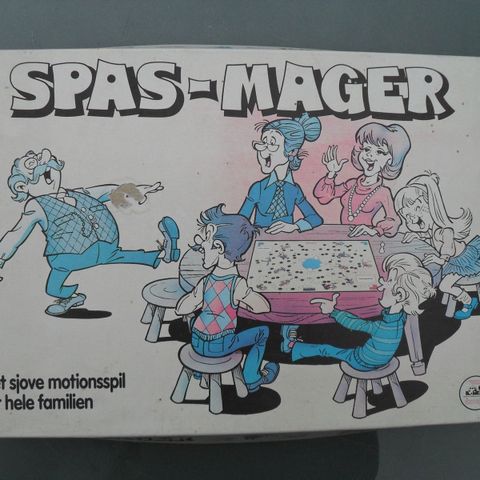 SPAS-MAGER
t sjove motionsspil
hele familien